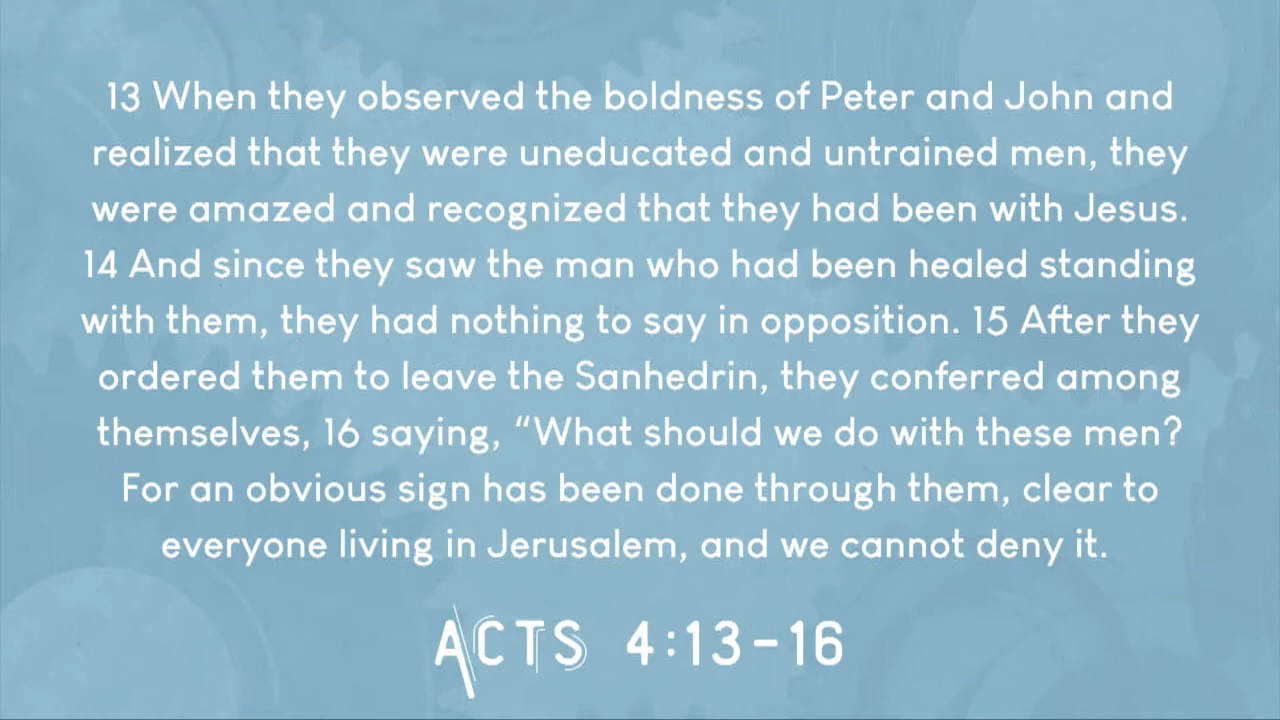 13 When they observed the boldness of Peter and John and
realized that they were uneducated and untrained men, they
were amazed and recognized that they had been with Jesus.
14 And since they saw the man who had been healed standing
with them, they had nothing to say in opposition. 15 After they
ordered them to leave the Sanhedrin, they conferred among
themselves, 16 saying, “What should we do with these men?
For an obvious sign has been done through them, clear to
everyone living in Jerusalem, and we cannot deny it.
ACTS 4:13-16